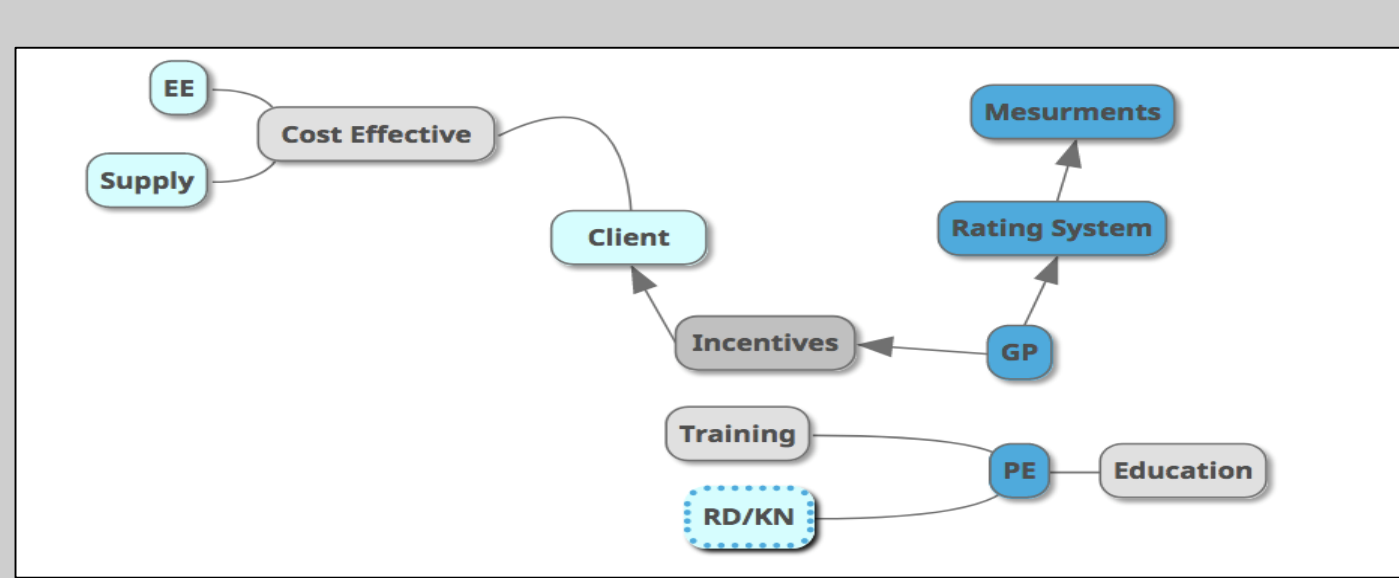 EE
Cost Effective
Supply
Client
Mesurments
Rating System
Incentives
GP
Training
PE
Education
RD/KN